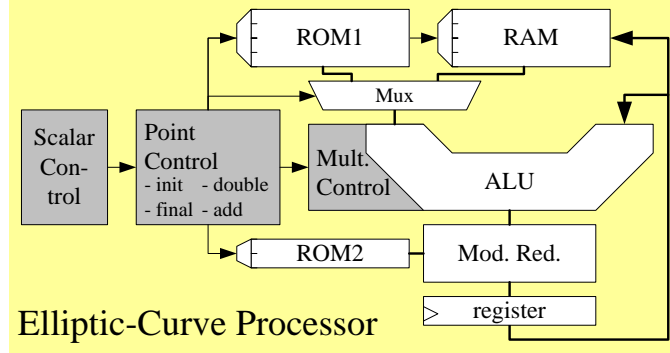 ROM1
RAM
Mux
Scalar
Con-
trol
Point
Control
- init - double
- final - add
Mult.
Control
ALU
ROM2
Mod. Red.
register
Elliptic-Curve Processor